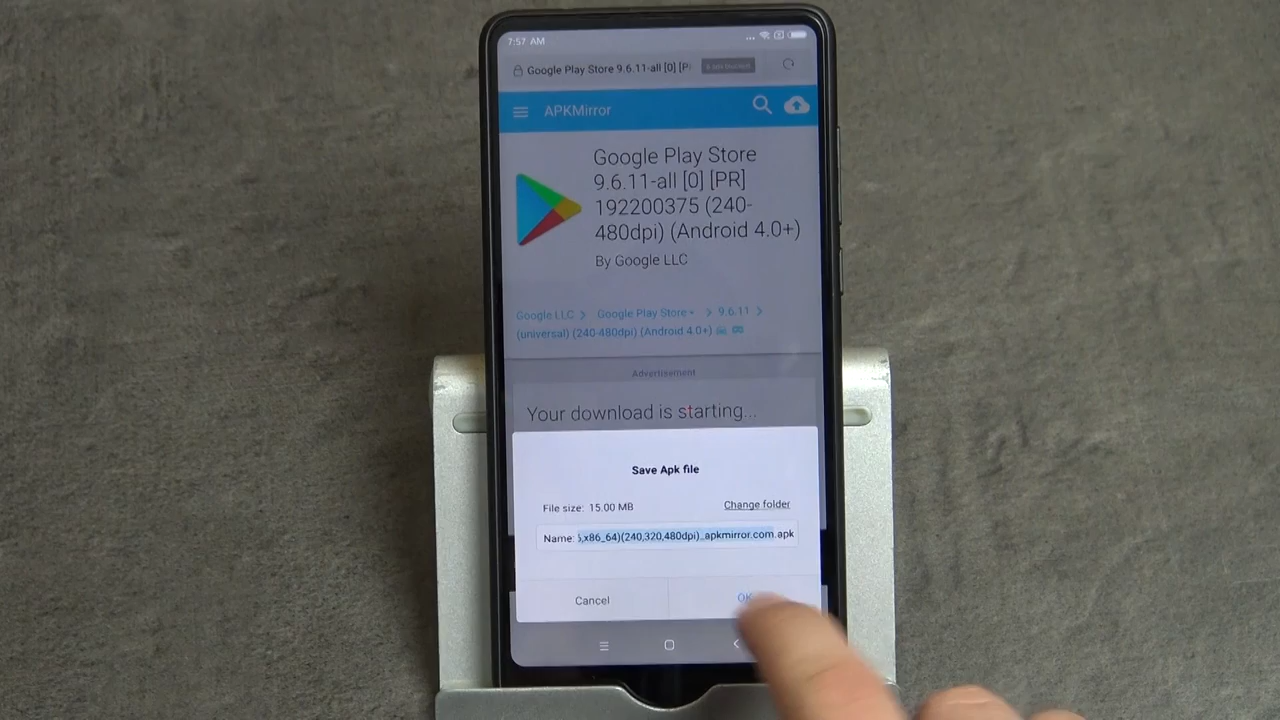 7:57 AM
Google Play Store 9.6.11-all [0] [P
APKMirror
Google Play Store
9.6.11-all [0] [PR]
192200375 (240-
480dpi) (Android 4.0+)
By Google LLC
Google LLC
Google Play Store
9.6.11
(universal) (240-480dpi) (Android 4.0+)
Advertisement
Your download is starting...
Save Apk file
File size: 15.00 MB
Change folder
Name: ,x86_64)(240,320,480dpi)_apkmirror.com.apk
Cancel
OK